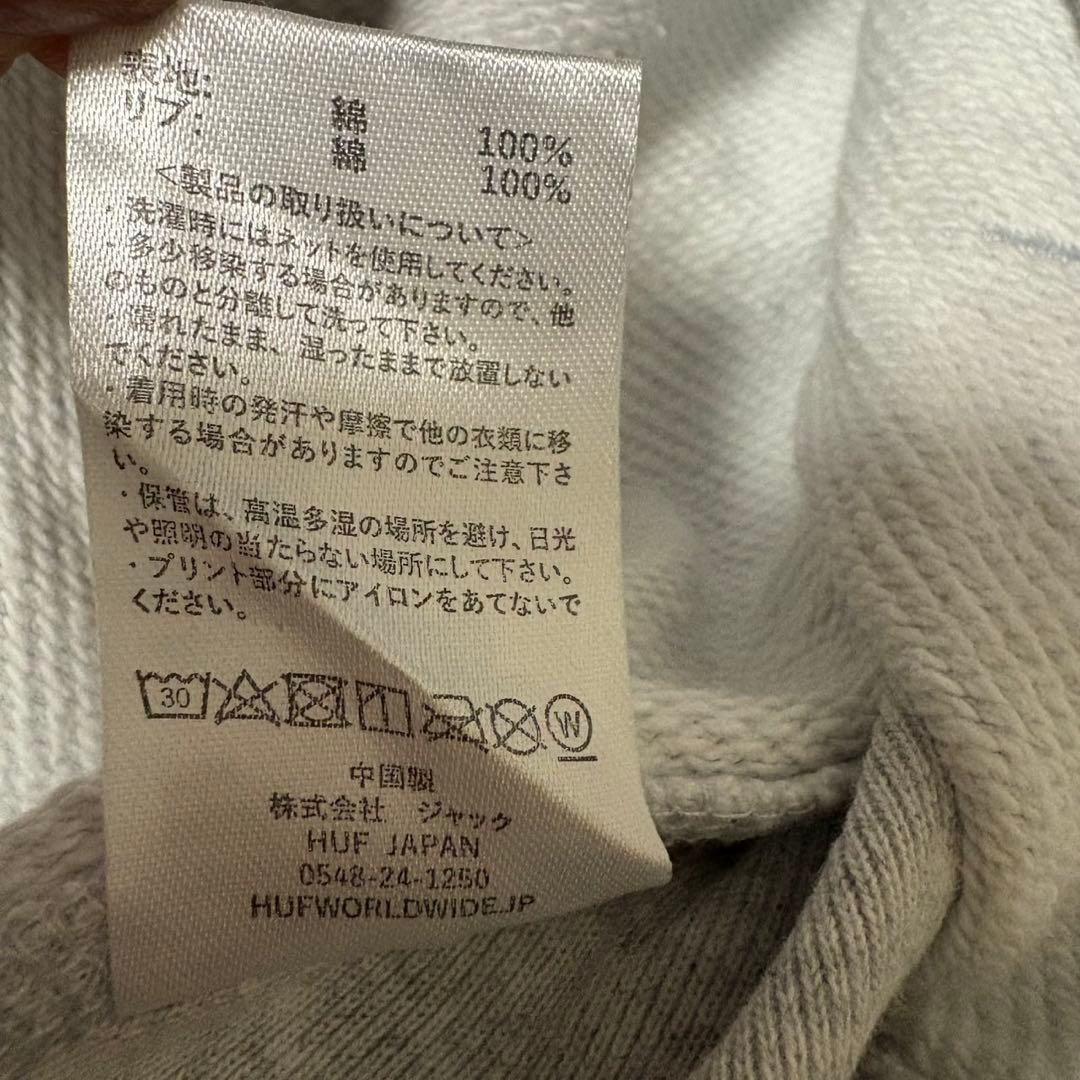 表地: 綿 100%
リブ: 綿 100%
<製品の取り扱いについて>
・洗濯時にはネットを使用してください。
・多少移染する場合がありますので、他
のものと分離して洗って下さい。
・濡れたまま、湿ったままで放置しない
でください。
・着用時の発汗や摩擦で他の衣類に移
染する場合がありますのでご注意下さ
い。
・保管は、高温多湿の場所を避け、日光
や照明の当たらない場所にして下さい。
・プリント部分にアイロンをあてないで
ください。
30 W
中国製
株式会社 ジャック
HUF JAPAN
0548-24-1250
HUFWORLDWIDE.JP